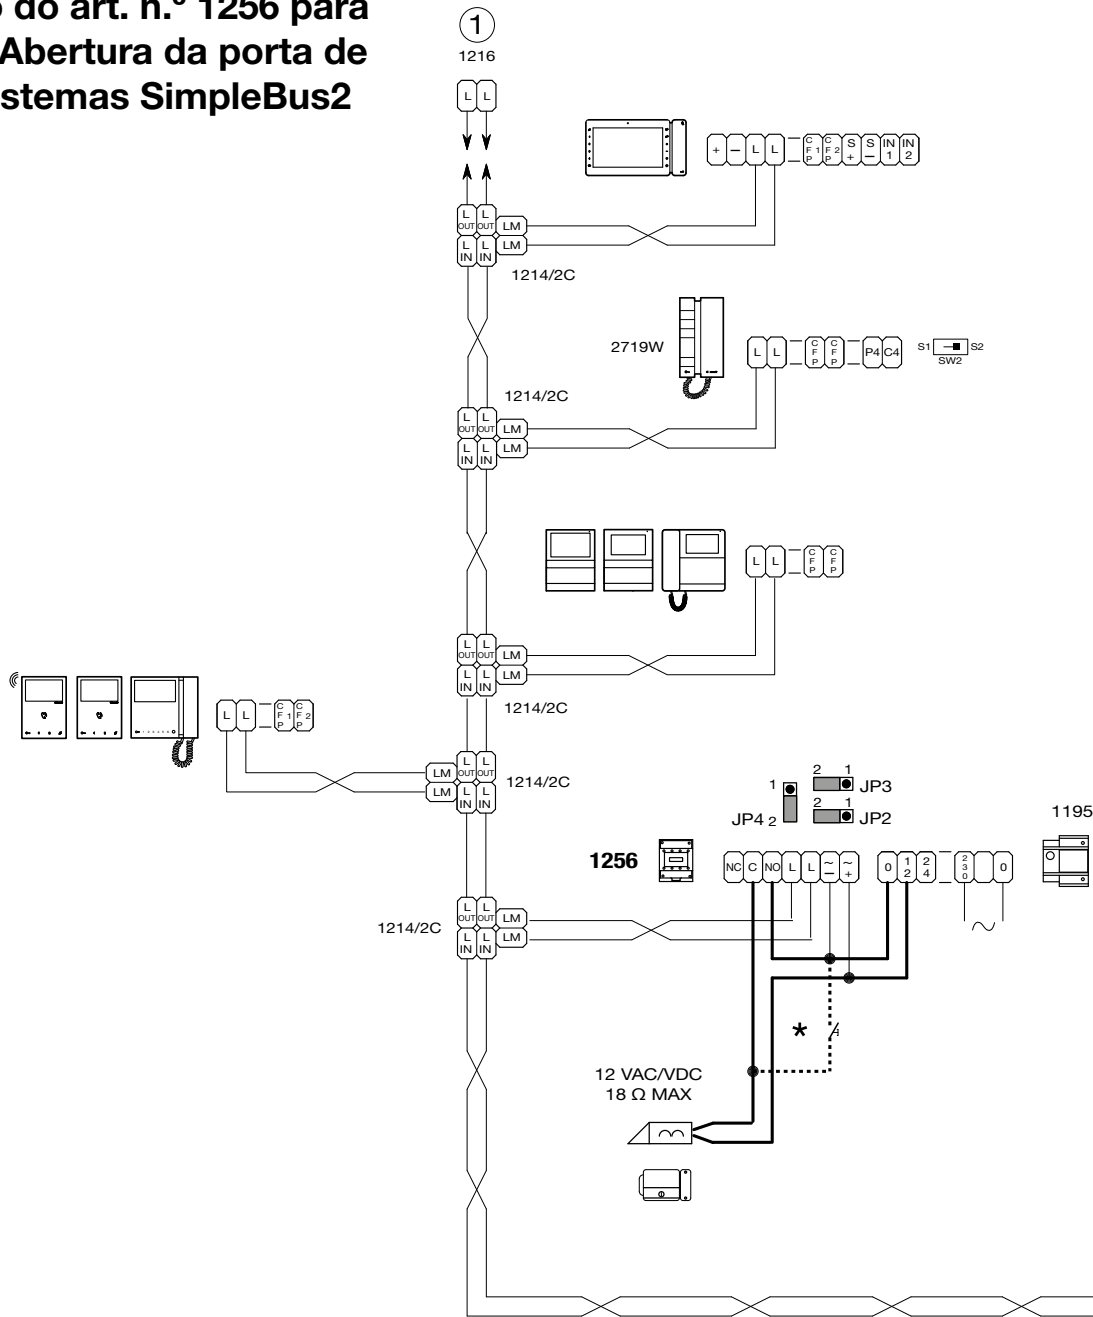 o do art. n.º 1256 para
Abertura da porta de
istemas SimpleBus2
1
1216
L L
+ – L L CFP1 CFP2 S+ S– IN1 IN2
L OUT L OUT LM
L IN L IN LM
1214/2C
2719W
L L CFP CFP P4 C4
S1 S2
SW2
1214/2C
L OUT L OUT LM
L IN L IN LM
L L CFP CFP
L OUT L OUT LM
L IN L IN LM
1214/2C
L L CFP1 CFP2
LM L OUT L OUT
LM L IN L IN
1214/2C
2 1
1 JP3
2 1
JP4 2 JP2
1195
1256
NC C NO L L ~– ~+ 0 12 24 230 0
1214/2C
L OUT L OUT LM
L IN L IN LM
*
12 VAC/VDC
18 Ω MAX